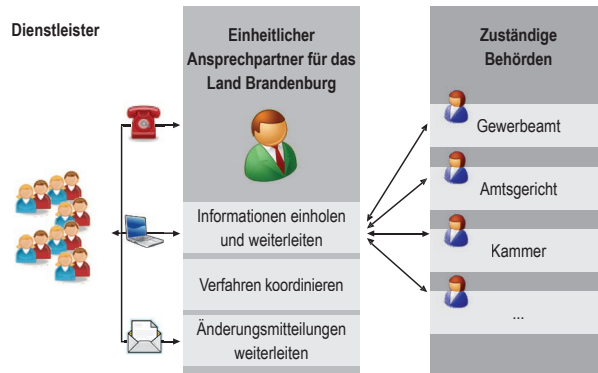 Dienstleister
Einheitlicher
Ansprechpartner für das
Land Brandenburg
Informationen einholen
und weiterleiten
Verfahren koordinieren
Änderungsmitteilungen
weiterleiten
Zuständige
Behörden
Gewerbeamt
Amtsgericht
Kammer
...